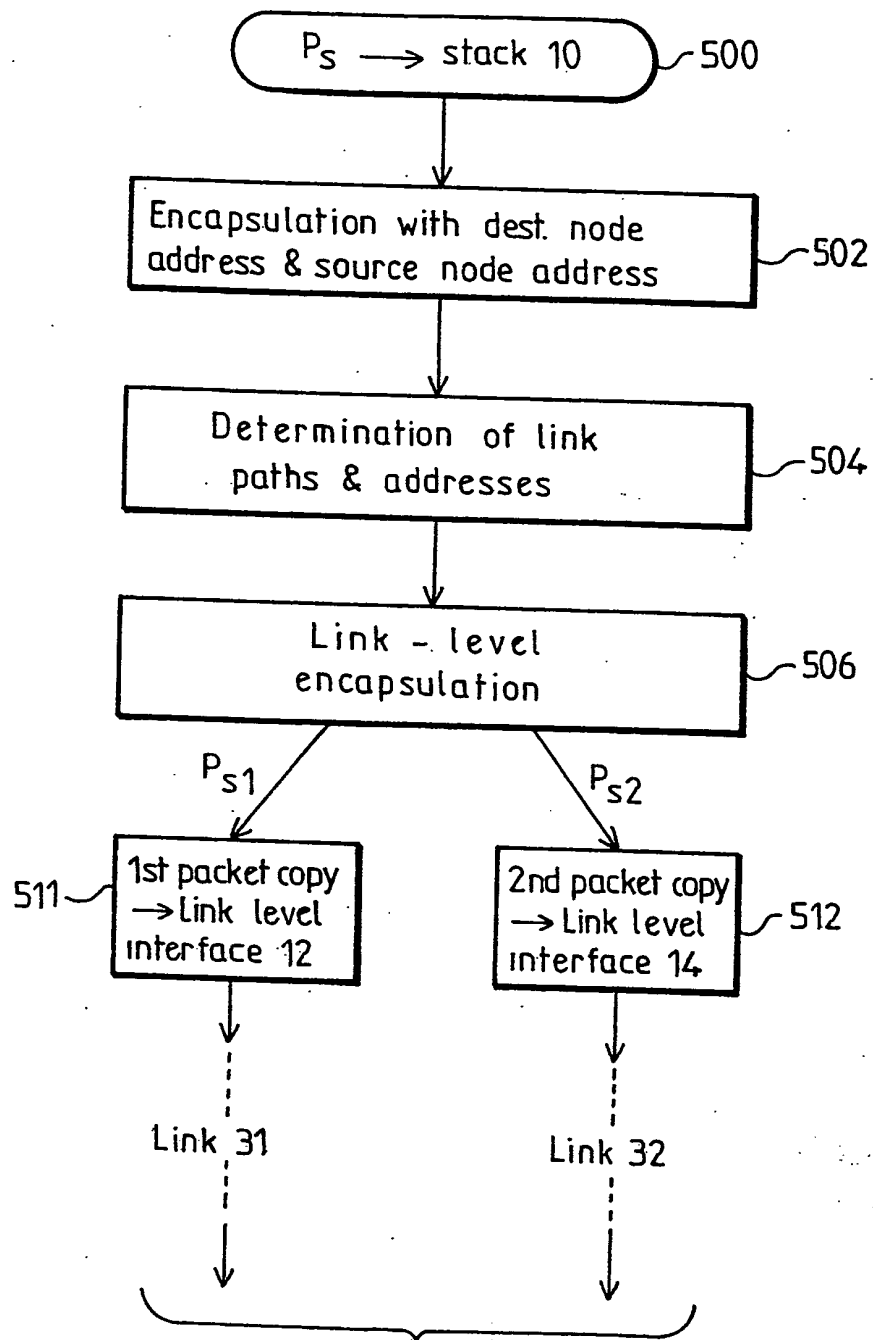 Ps → stack 10
500
Encapsulation with dest. node
address & source node address
502
Determination of link
paths & addresses
504
Link - level
encapsulation
506
Ps1
Ps2
511
1st packet copy
→ Link level
interface 12
2nd packet copy
→ Link level
interface 14
512
Link 31
Link 32